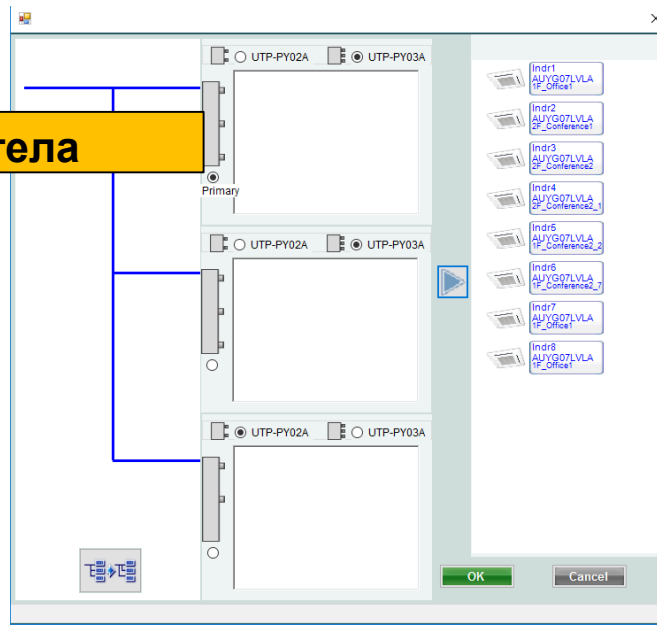 UTP-PY02A UTP-PY03A
тела
Primary
UTP-PY02A UTP-PY03A
UTP-PY02A UTP-PY03A
Indr1
AUYG07LVLA
1F_Office1
Indr2
AUYG07LVLA
2F_Conference1
Indr3
AUYG07LVLA
2F_Conference2
Indr4
AUYG07LVLA
2F_Conference2_1
Indr5
AUYG07LVLA
1F_Conference2_2
Indr6
AUYG07LVLA
1F_Conference2_7
Indr7
AUYG07LVLA
1F_Office1
Indr8
AUYG07LVLA
1F_Office1
OK Cancel